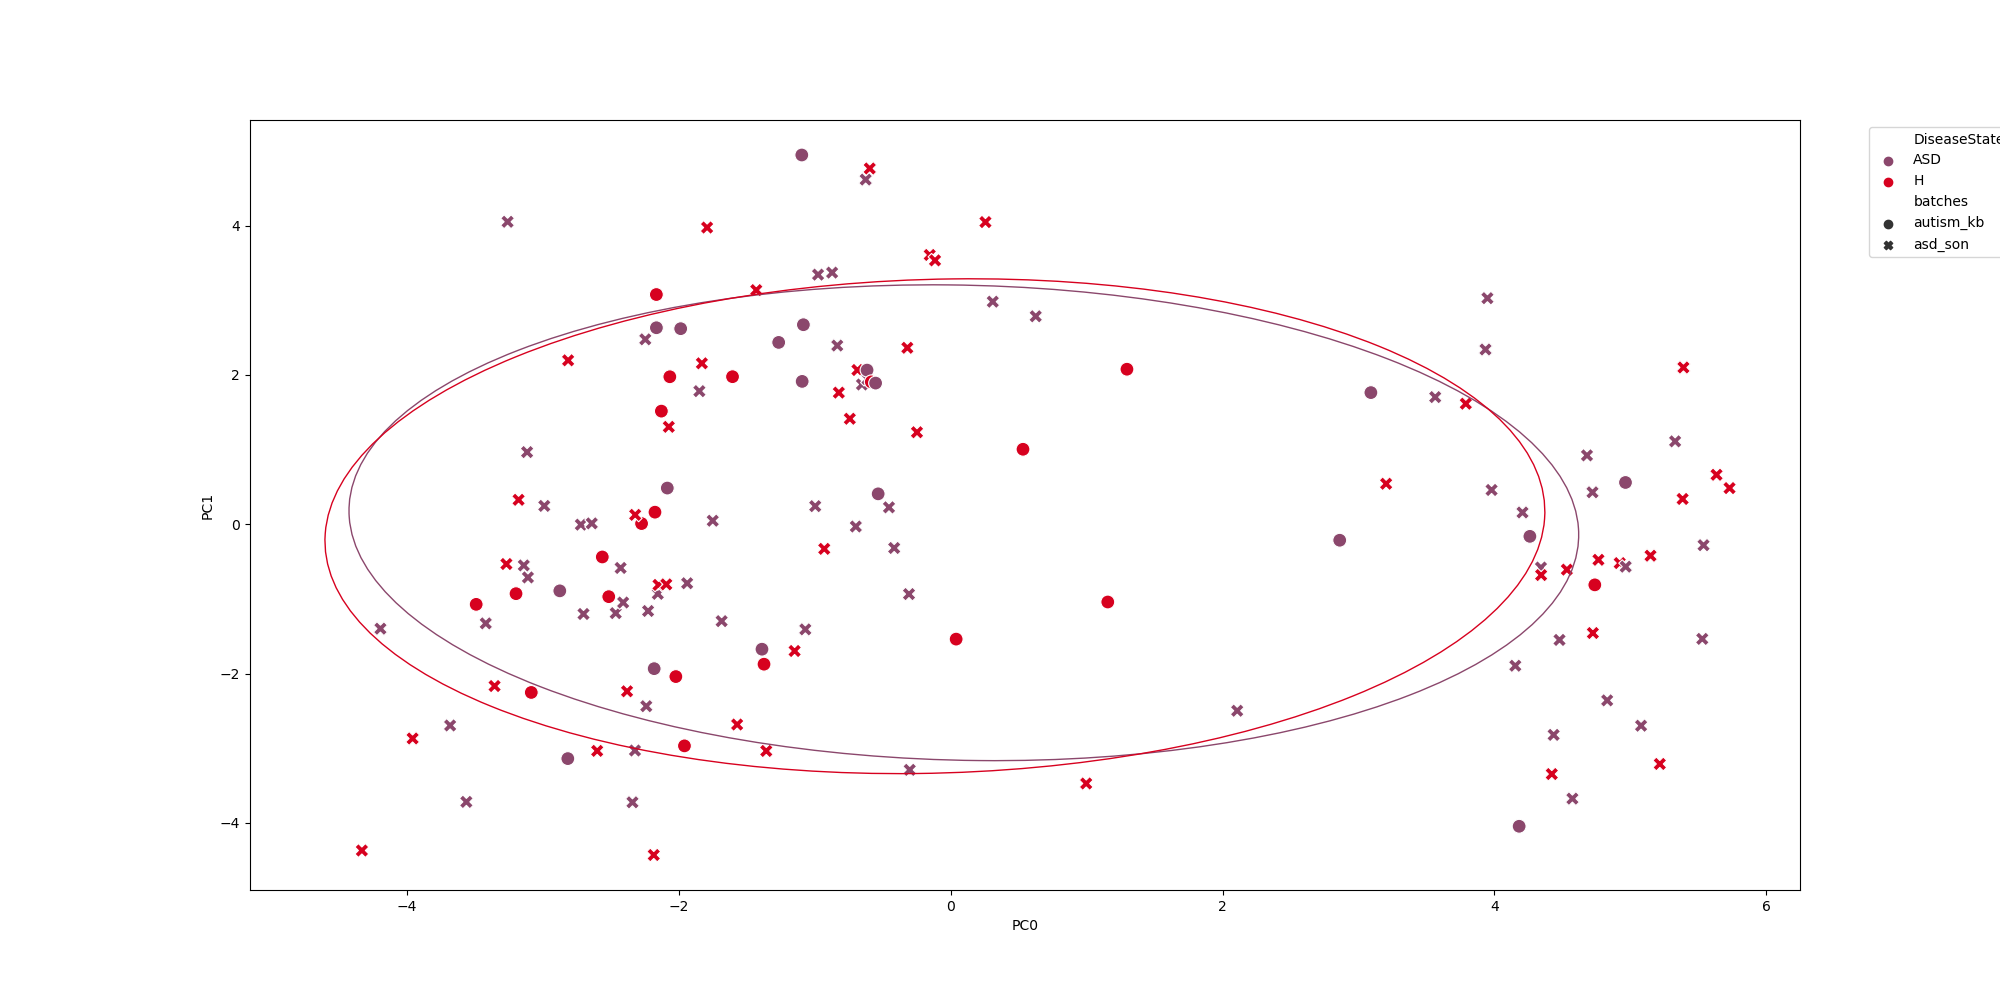 DiseaseState
ASD
H
batches
autism_kb
asd_son
4
2
0
−2
−4
PC1
−4
−2
0
2
4
6
PC0